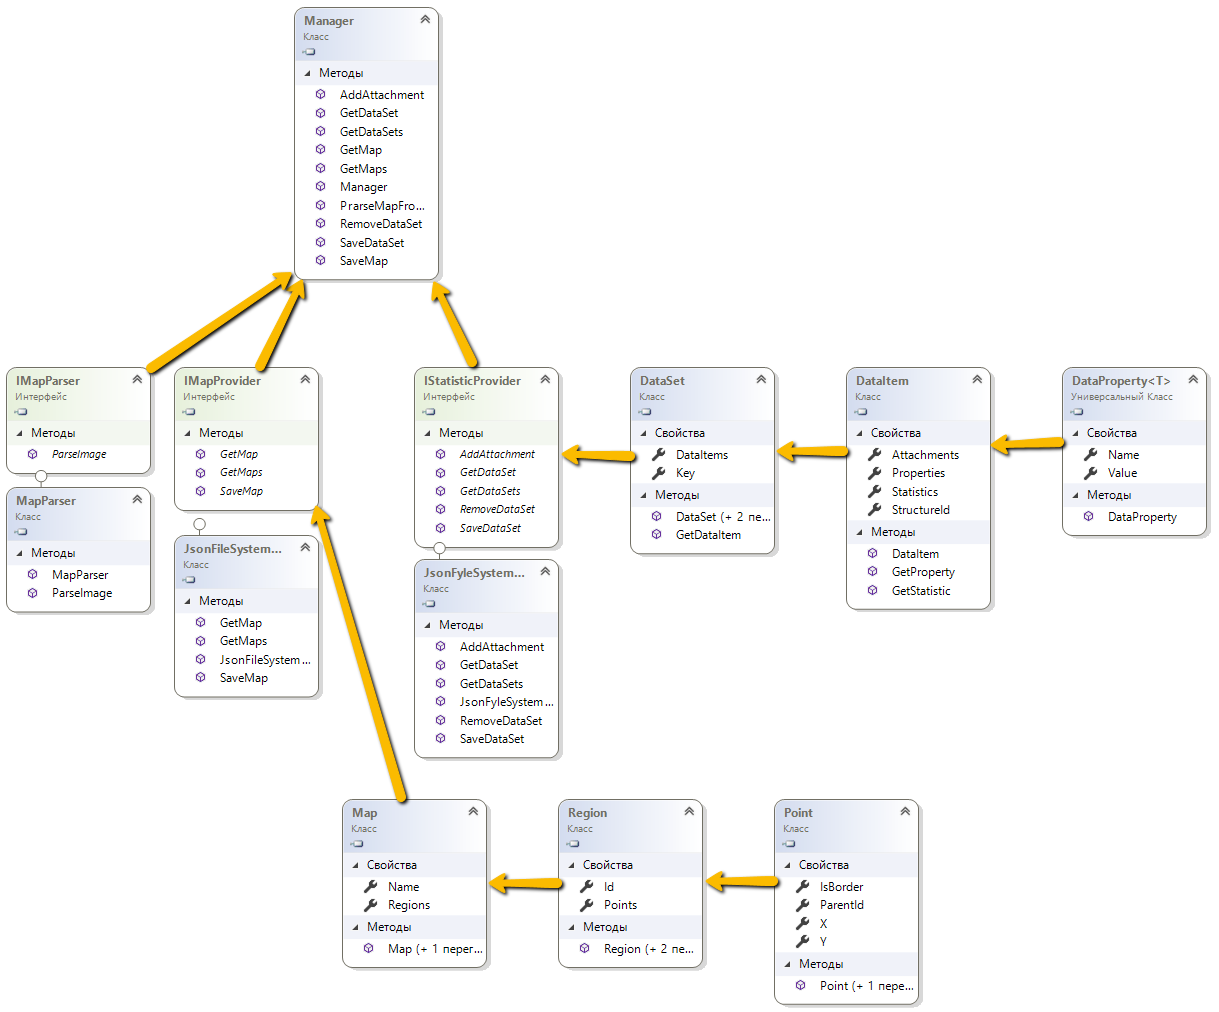 Manager
Класс
Методы
AddAttachment
GetDataSet
GetDataSets
GetMap
GetMaps
Manager
PrarseMapFro...
RemoveDataSet
SaveDataSet
SaveMap
IMapParser
Интерфейс
Методы
ParseImage
MapParser
Класс
Методы
MapParser
ParseImage
IMapProvider
Интерфейс
Методы
GetMap
GetMaps
SaveMap
JsonFileSystem...
Класс
Методы
GetMap
GetMaps
JsonFileSystem...
SaveMap
IStatisticProvider
Интерфейс
Методы
AddAttachment
GetDataSet
GetDataSets
RemoveDataSet
SaveDataSet
JsonFyleSystem...
Класс
Методы
AddAttachment
GetDataSet
GetDataSets
JsonFyleSystem...
RemoveDataSet
SaveDataSet
DataSet
Класс
Свойства
DataItems
Key
Методы
DataSet (+ 2 пе...
GetDataItem
DataItem
Класс
Свойства
Attachments
Properties
Statistics
StructureId
Методы
DataItem
GetProperty
GetStatistic
DataProperty<T>
Универсальный Класс
Свойства
Name
Value
Методы
DataProperty
Map
Класс
Свойства
Name
Regions
Методы
Map (+ 1 перег...
Region
Класс
Свойства
Id
Points
Методы
Region (+ 2 пе...
Point
Класс
Свойства
IsBorder
ParentId
X
Y
Методы
Point (+ 1 пере...